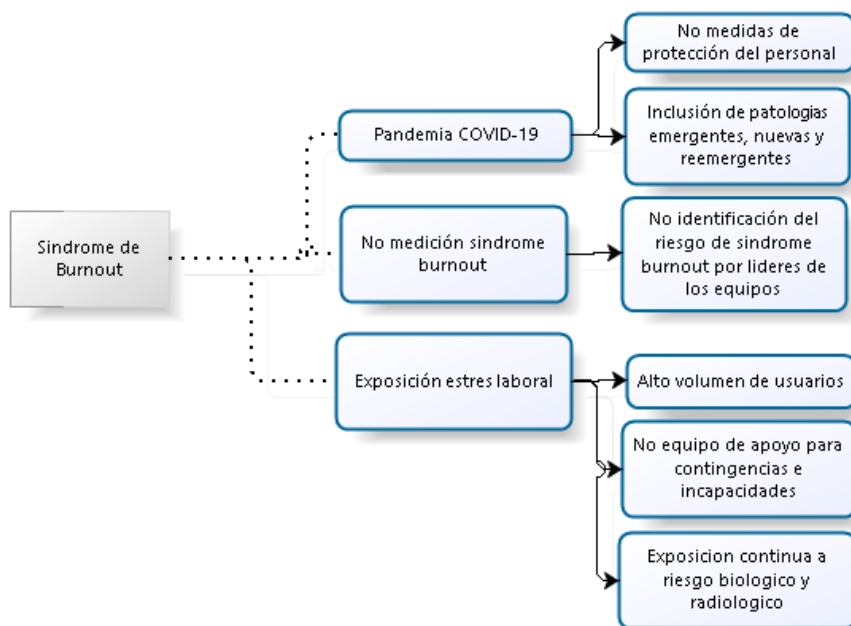 No medidas de
protección del personal
Pandemia COVID-19
Inclusión de patologias
emergentes, nuevas y
reemergentes
Sindrome de
Burnout
No medición sindrome
burnout
No identificación del
riesgo de sindrome
burnout por lideres de
los equipos
Exposición estres laboral
Alto volumen de usuarios
No equipo de apoyo para
contingencias e
incapacidades
Exposicion continua a
riesgo biologico y
radiologico